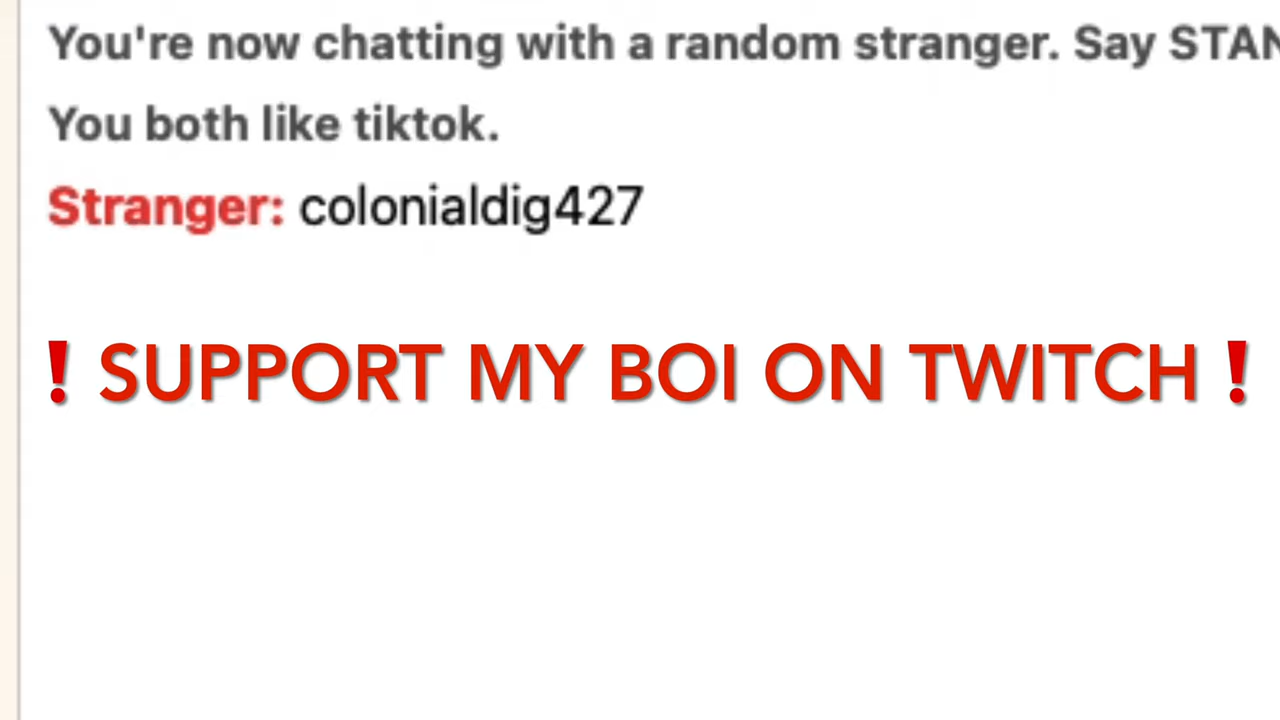 You're now chatting with a random stranger. Say STAN
You both like tiktok.
Stranger: colonialdig427
❗ SUPPORT MY BOI ON TWITCH ❗